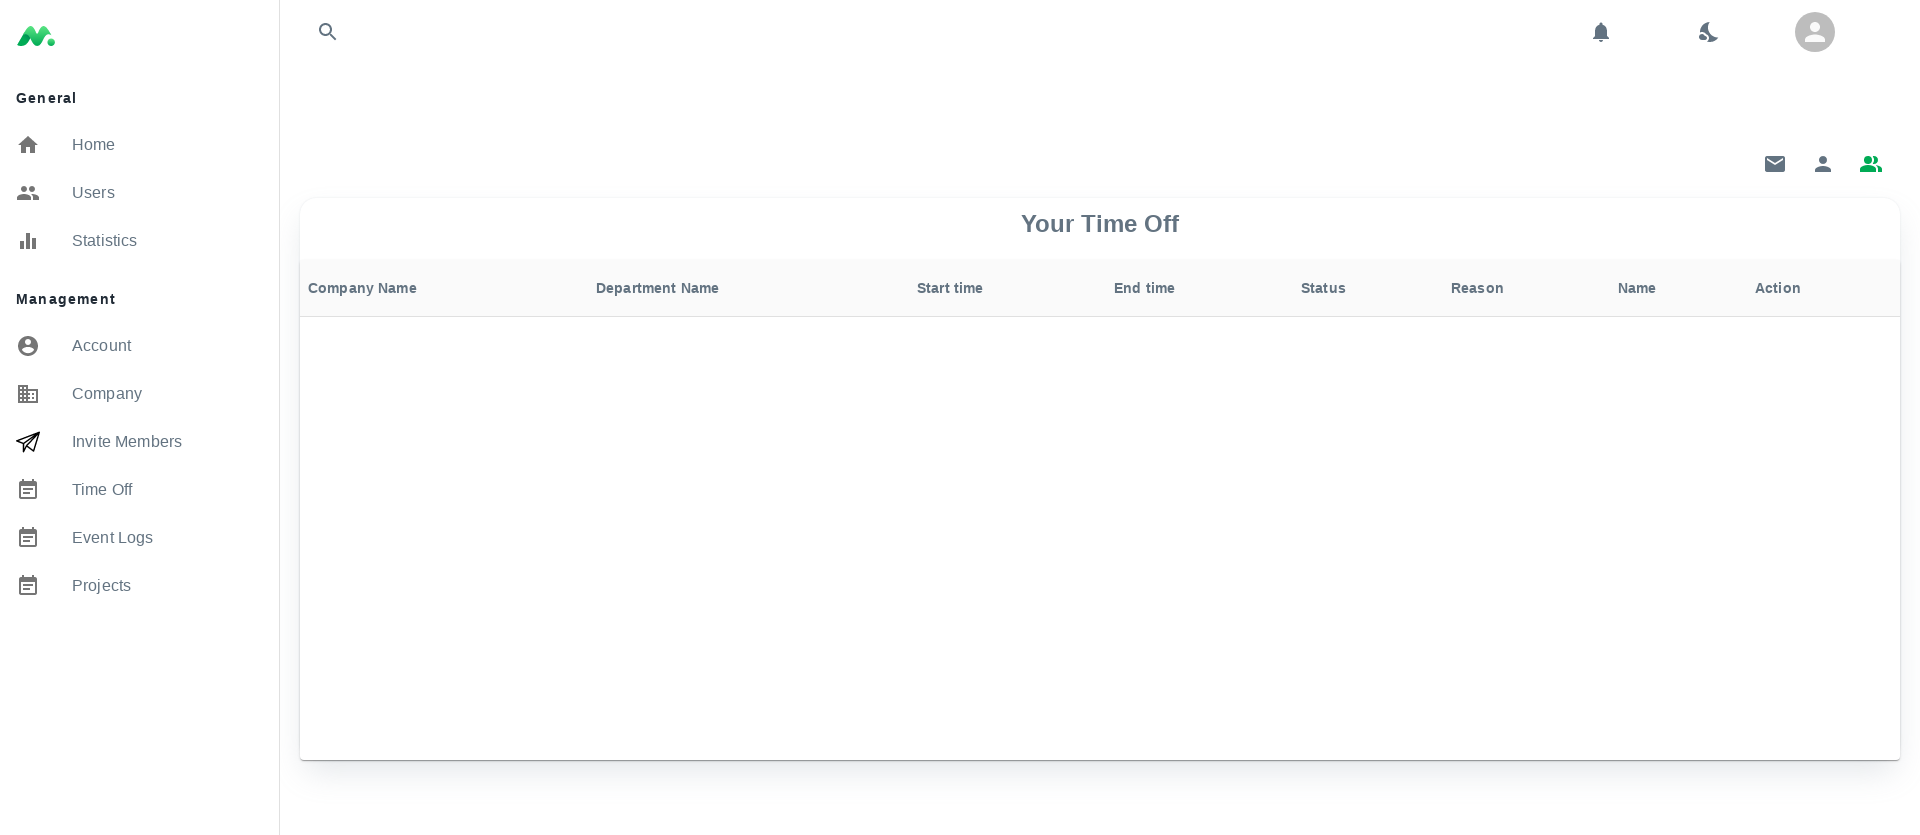 General
Home
Users
Statistics
Management
Account
Company
Invite Members
Time Off
Event Logs
Projects
Your Time Off
Company Name Department Name Start time End time Status Reason Name Action